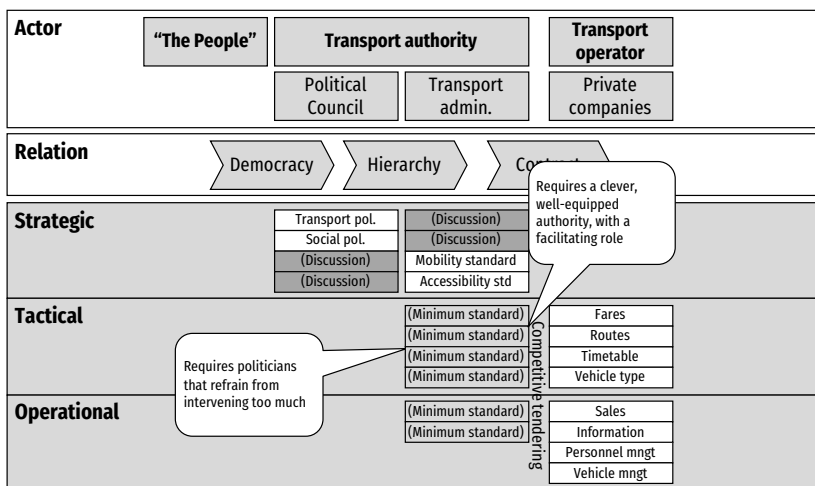 Actor
“The People”
Transport authority
Transport
operator
Political
Council
Transport
admin.
Private
companies
Relation
Democracy
Hierarchy
Requires a clever,
well-equipped
authority, with a
facilitating role
Strategic
Transport pol.
(Discussion)
Social pol.
(Discussion)
(Discussion)
Mobility standard
(Discussion)
Accessibility std
Tactical
(Minimum standard)
Fares
(Minimum standard)
Routes
(Minimum standard)
Timetable
(Minimum standard)
Vehicle type
Competitive tendering
Requires politicians
that refrain from
intervening too much
Operational
(Minimum standard)
Sales
(Minimum standard)
Information
Personnel mngt
Vehicle mngt